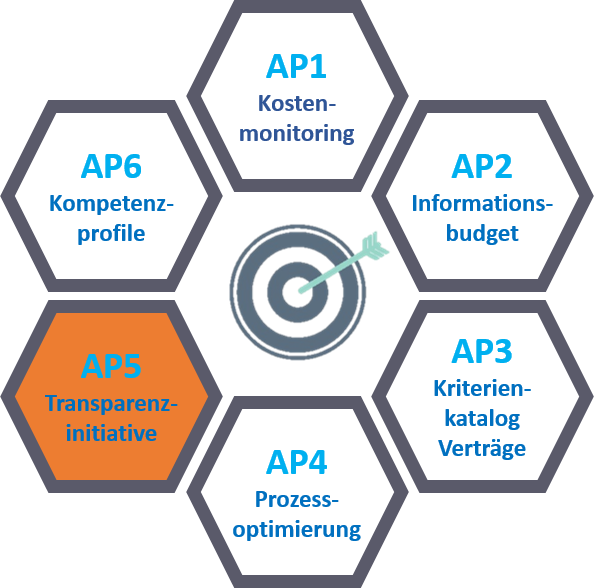 AP1
Kosten-
monitoring
AP2
Informations-
budget
AP3
Kriterien-
katalog
Verträge
AP4
Prozess-
optimierung
AP5
Transparenz-
initiative
AP6
Kompetenz-
profile